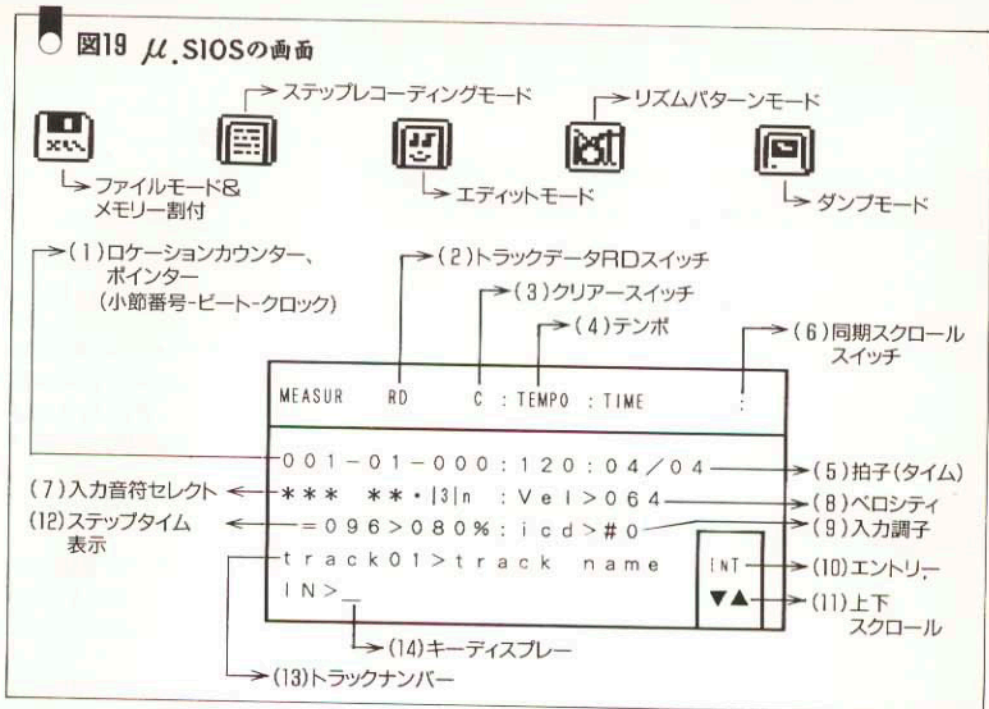 図19 μ.SIOSの画面
ステップレコーディングモード
リズムパターンモード
ファイルモード&
メモリー割付
エディットモード
ダンプモード
(1)ロケーションカウンター、
ポインター
(小節番号-ビート-クロック)
(2)トラックデータRDスイッチ
(3)クリアースイッチ
(4)テンポ
(6)同期スクロール
スイッチ
MEASUR RD C : TEMPO : TIME :
001-01-000:120:04/04
(5)拍子(タイム)
(7)入力音符セレクト
*** **・|3|n :Vel>064
(8)ベロシティ
(12)ステップタイム
表示
=096>080%:icd>#0
(9)入力調子
track01>track name
ENT
(10)エントリー
IN>_
▼▲
(11)上下
スクロール
(14)キーディスプレー
(13)トラックナンバー